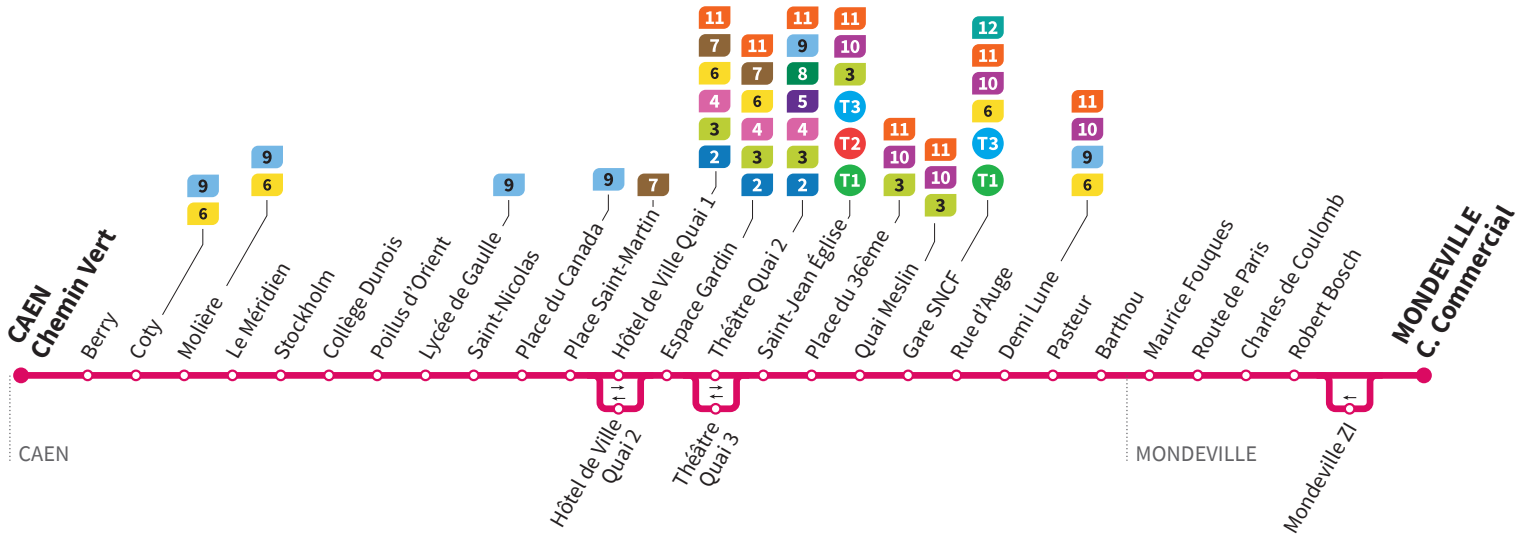 11
7
6
4
3
2
11
7
6
4
3
2
11
9
8
5
4
3
2
11
10
3
T3
T2
T1
12
11
10
6
T3
T1
9
6
9
6
9
9
7
11
10
3
11
10
3
11
10
9
6
CAEN
Chemin Vert
Berry
Coty
Molière
Le Méridien
Stockholm
Collège Dunois
Poilus d'Orient
Lycée de Gaulle
Saint-Nicolas
Place du Canada
Place Saint-Martin
Hôtel de Ville Quai 1
Espace Gardin
Théâtre Quai 2
Saint-Jean Église
Place du 36ème
Quai Meslin
Gare SNCF
Rue d'Auge
Demi Lune
Pasteur
Barthou
Maurice Fouques
Route de Paris
Charles de Coulomb
Robert Bosch
MONDEVILLE
C. Commercial
Hôtel de Ville
Quai 2
Théâtre
Quai 3
Mondeville ZI
CAEN
MONDEVILLE